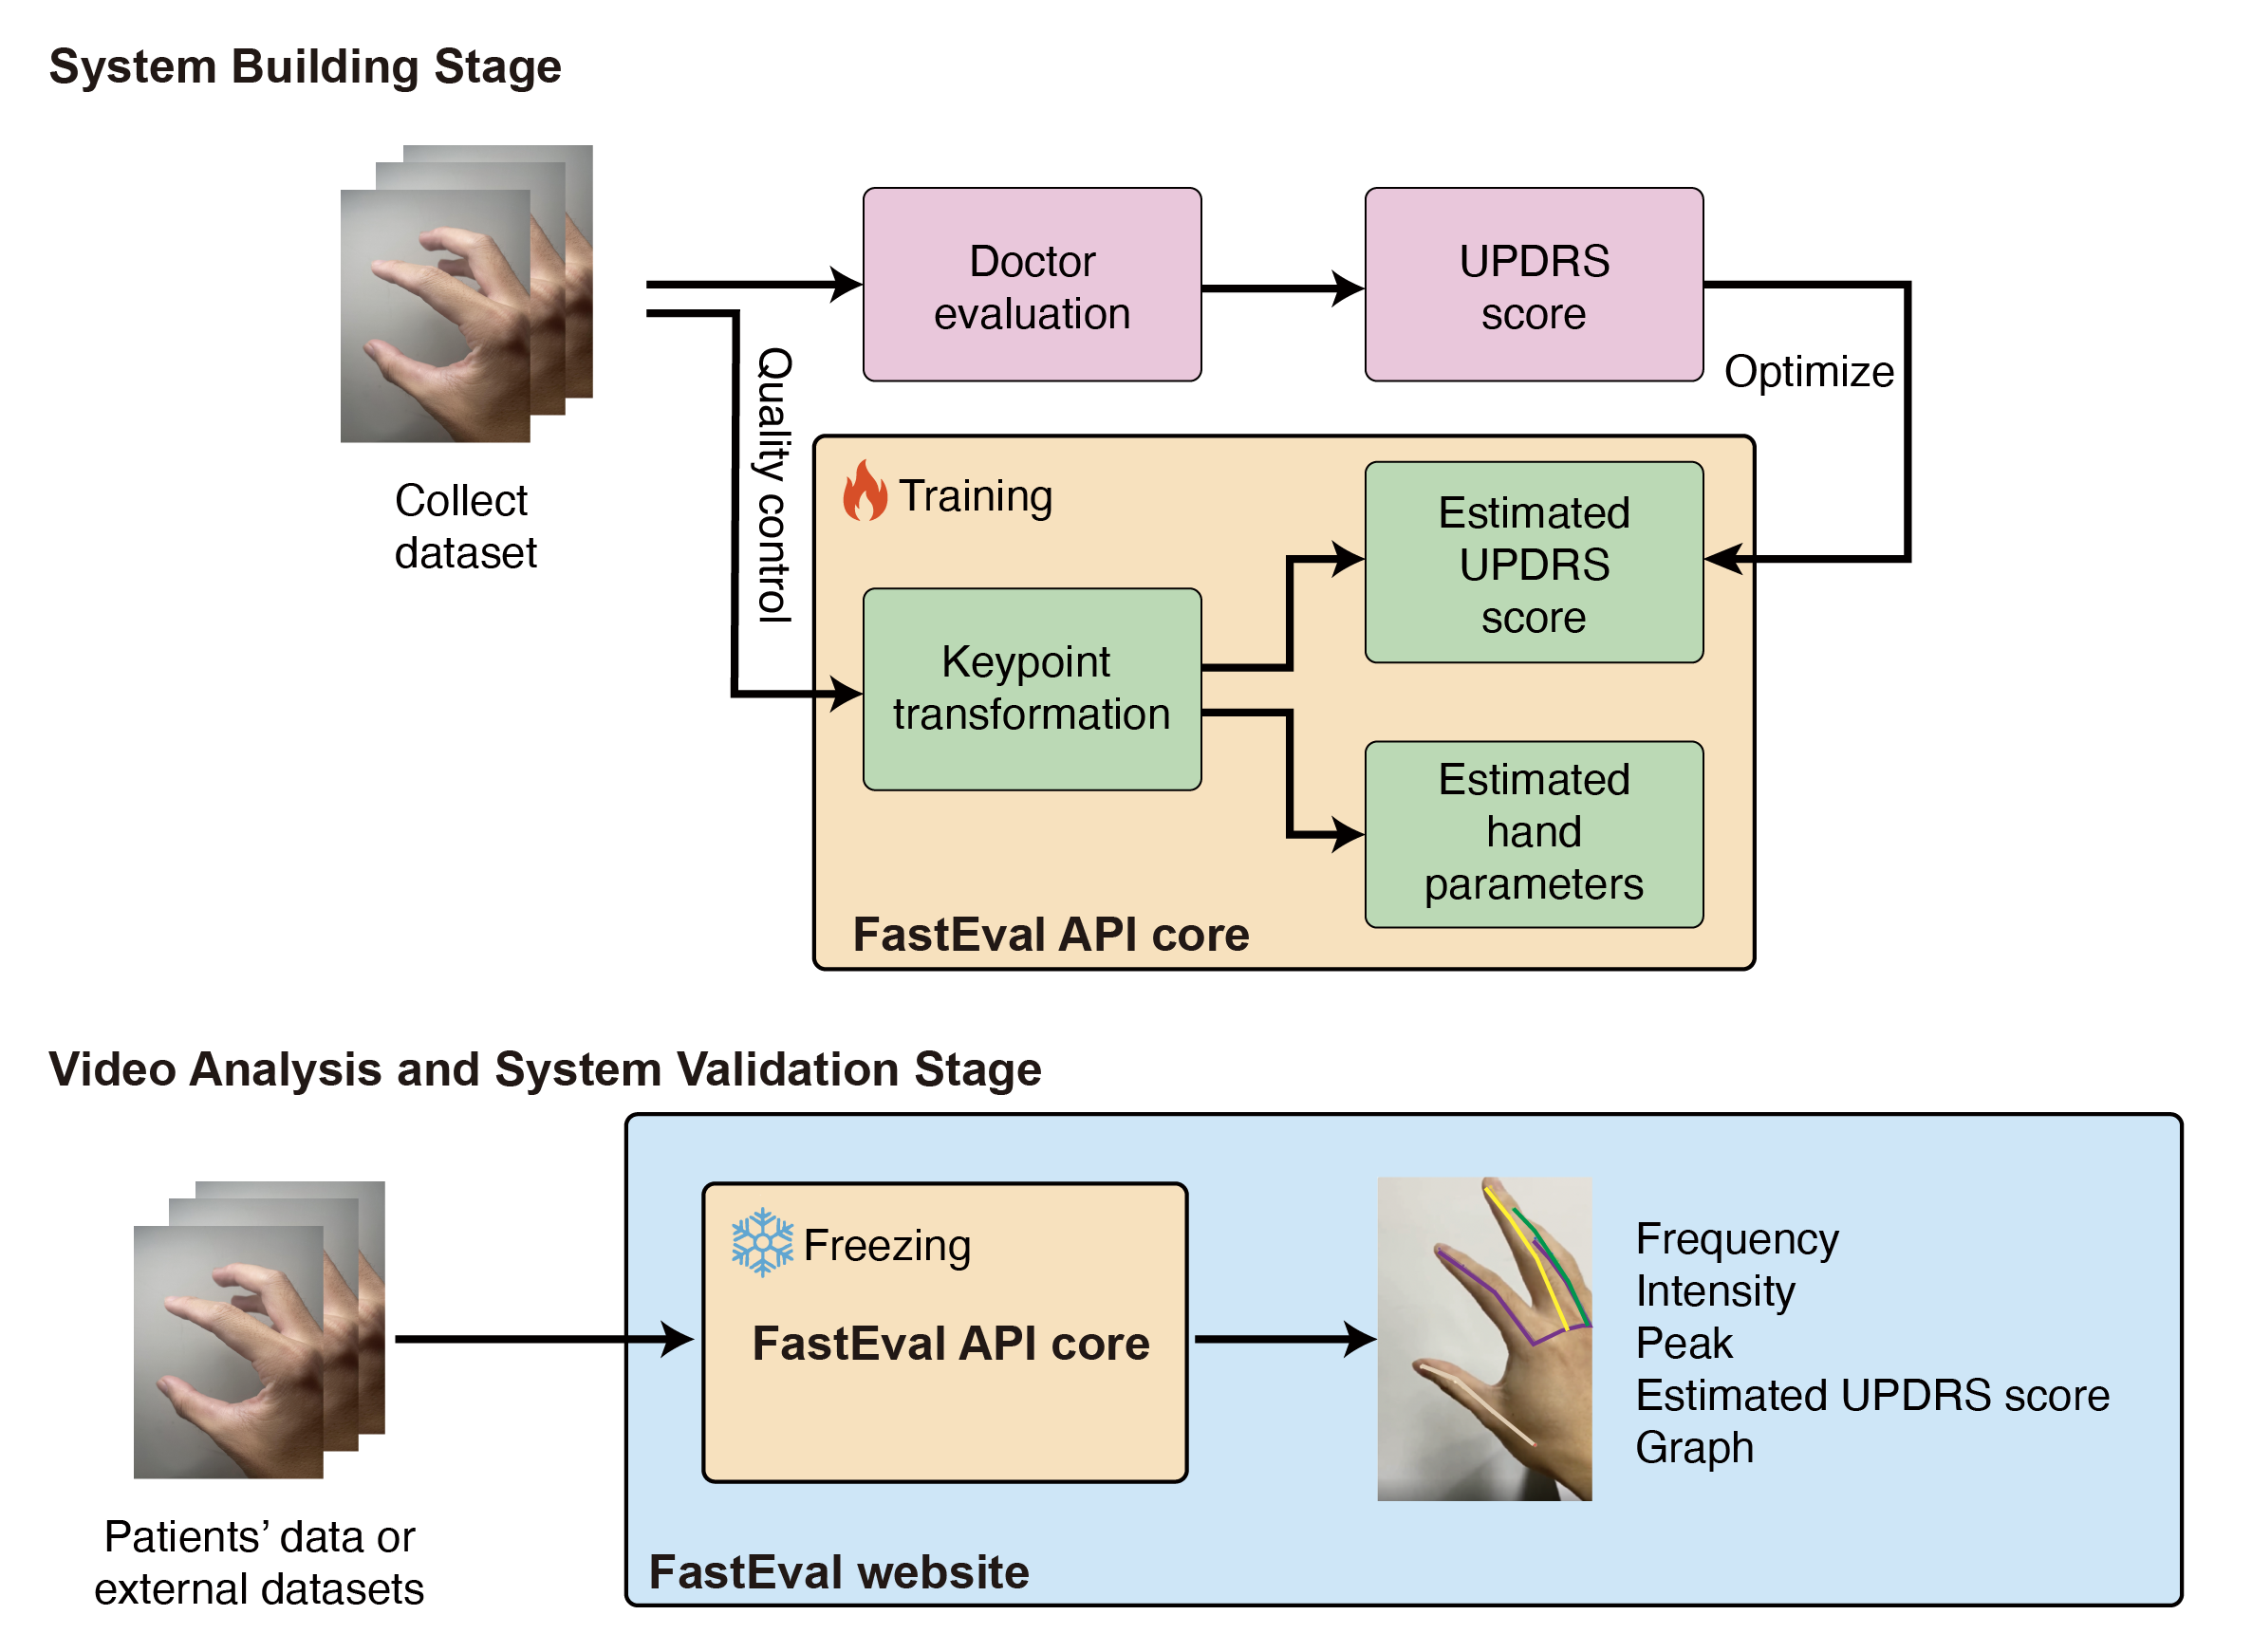 System Building Stage
Doctor
evaluation
UPDRS
score
Optimize
Quality control
Collect
dataset
Training
Estimated
UPDRS
score
Keypoint
transformation
Estimated
hand
parameters
FastEval API core
Video Analysis and System Validation Stage
Freezing
FastEval API core
Frequency
Intensity
Peak
Estimated UPDRS score
Graph
Patients’ data or
external datasets
FastEval website